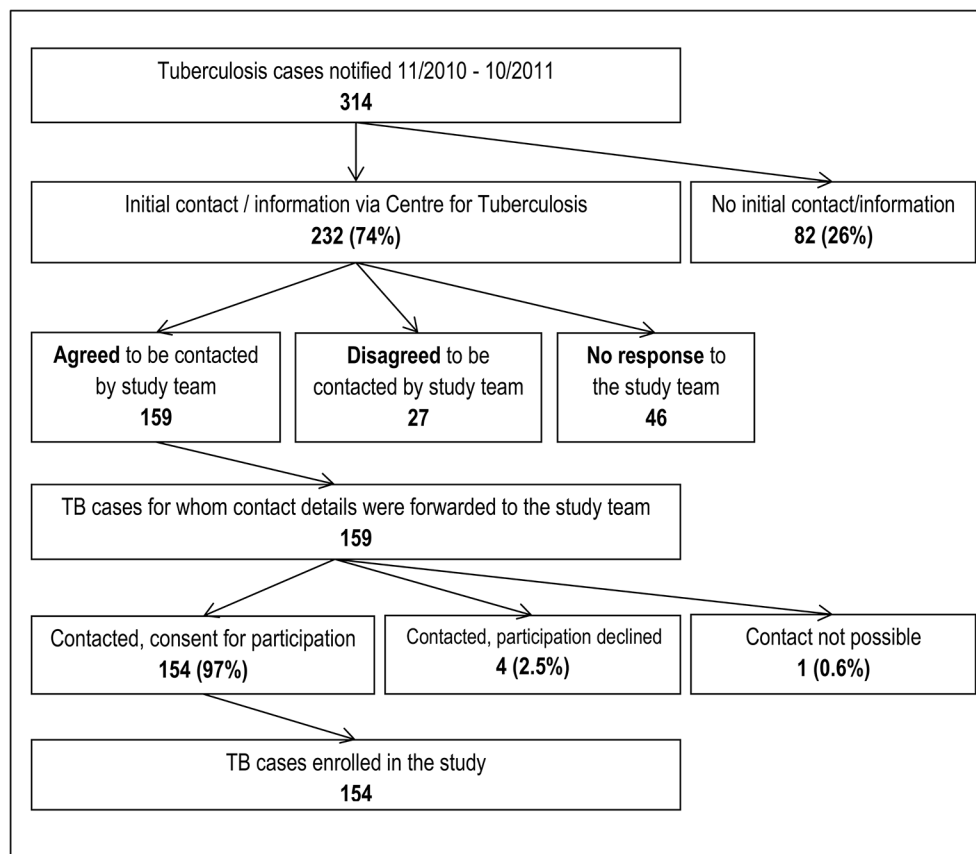 Tuberculosis cases notified 11/2010 - 10/2011
314
Initial contact / information via Centre for Tuberculosis
232 (74%)
No initial contact/information
82 (26%)
Agreed to be contacted
by study team
159
Disagreed to be
contacted by study team
27
No response to
the study team
46
TB cases for whom contact details were forwarded to the study team
159
Contacted, consent for participation
154 (97%)
Contacted, participation declined
4 (2.5%)
Contact not possible
1 (0.6%)
TB cases enrolled in the study
154